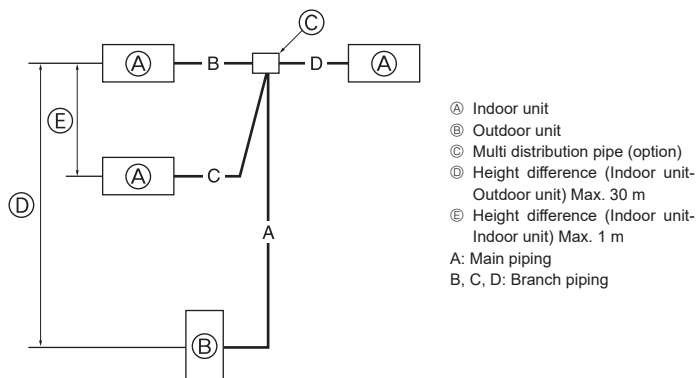 Ⓒ
Ⓐ B D Ⓐ
Ⓔ
Ⓐ C
Ⓓ
A
Ⓑ
Ⓐ Indoor unit
Ⓑ Outdoor unit
Ⓒ Multi distribution pipe (option)
Ⓓ Height difference (Indoor unit-
Outdoor unit) Max. 30 m
Ⓔ Height difference (Indoor unit-
Indoor unit) Max. 1 m
A: Main piping
B, C, D: Branch piping